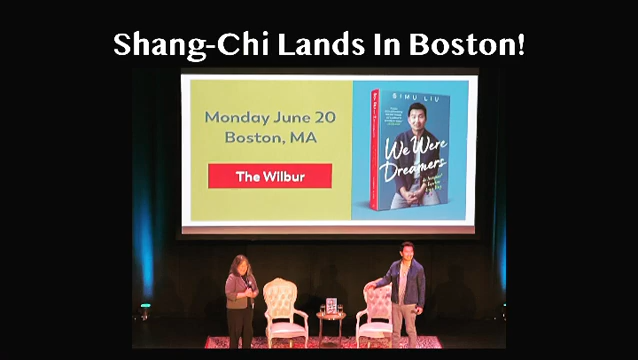 Shang-Chi Lands In Boston!
Monday June 20
Boston, MA
The Wilbur
SIMU LIU
We Were
Dreamers